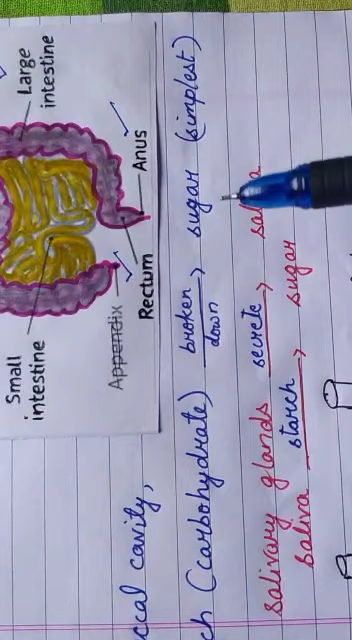 Large
intestine
Anus
Rectum
Appendix
Small
intestine
cal cavity,
ch (carbohydrate) broken down → sugar (simplest)
salivary glands secrete →
saliva starch → sugar